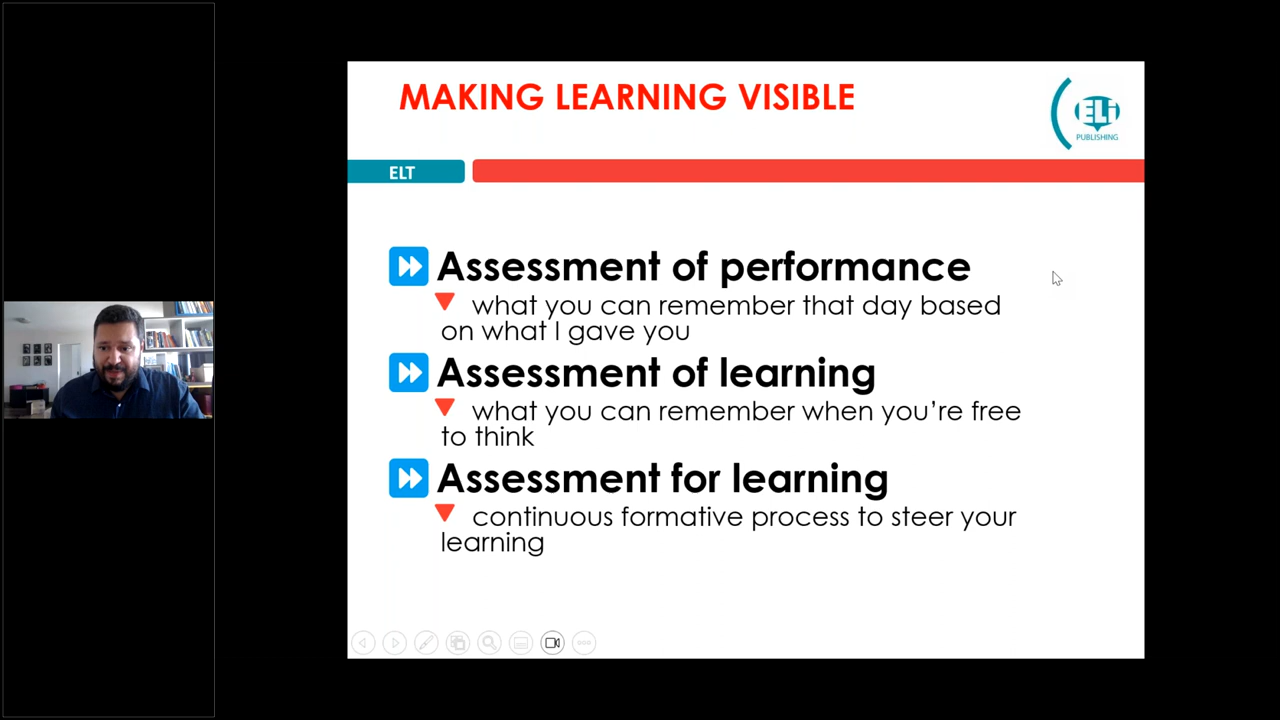 MAKING LEARNING VISIBLE
ELi
PUBLISHING
ELT
Assessment of performance
what you can remember that day based
on what I gave you
Assessment of learning
what you can remember when you’re free
to think
Assessment for learning
continuous formative process to steer your
learning